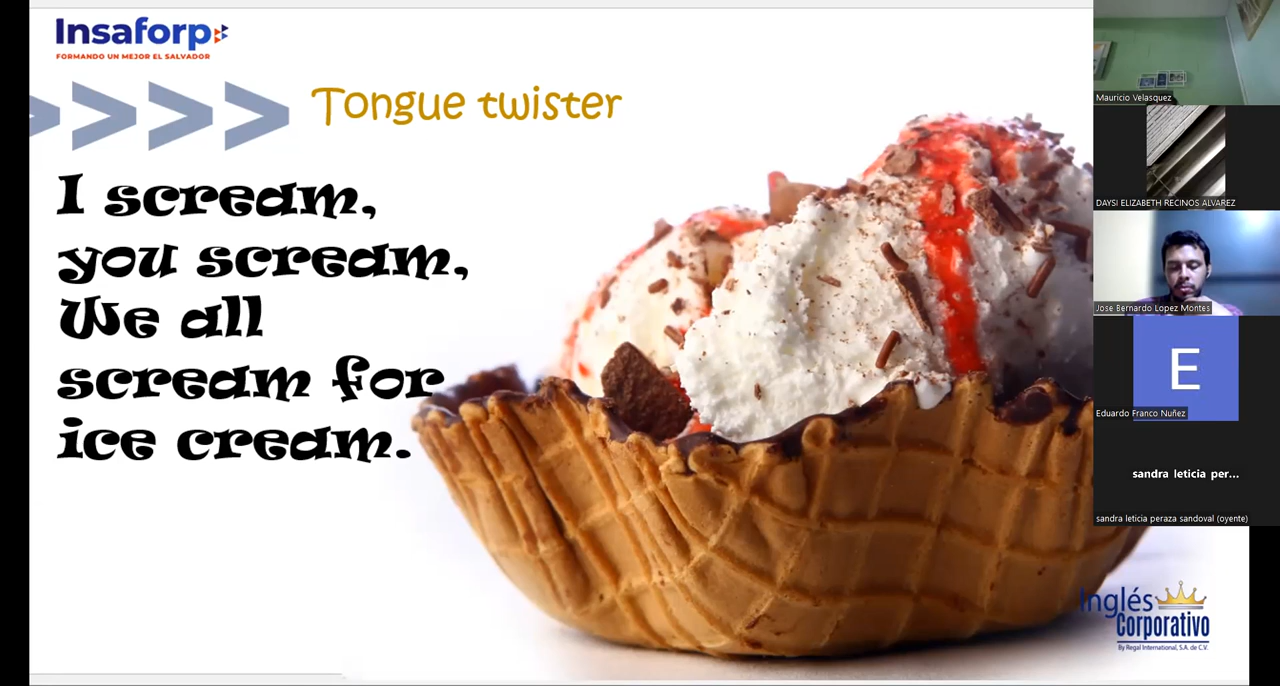 Insaforp
FORMANDO UN MEJOR EL SALVADOR
Tongue twister
I scream,
you scream,
We all
scream for
ice cream.
Mauricio Velasquez
DAYSI ELIZABETH RECINOS ALVAREZ
Jose Bernardo Lopez Montes
E
Eduardo Franco Nuñez
sandra leticia per...
sandra leticia peraza sandoval (oyente)
Inglés
Corporativo
By Regal International, S.A. de C.V.